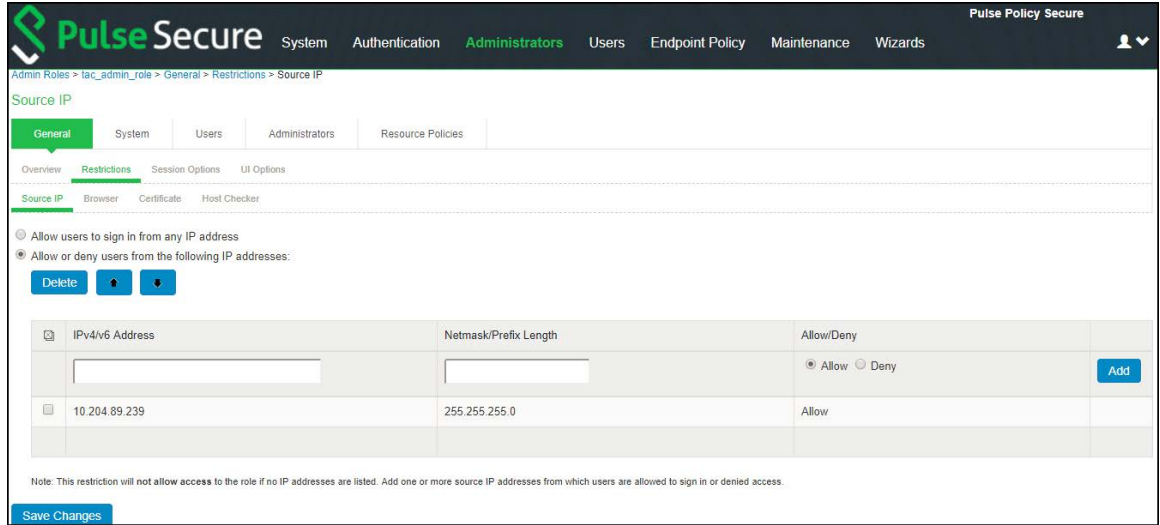 Pulse Policy Secure
Pulse Secure System Authentication Administrators Users Endpoint Policy Maintenance Wizards
Admin Roles > tac_admin_role > General > Restrictions > Source IP
Source IP
General System Users Administrators Resource Policies
Overview Restrictions Session Options UI Options
Source IP Browser Certificate Host Checker
Allow users to sign in from any IP address
Allow or deny users from the following IP addresses:
Delete
IPv4/v6 Address Netmask/Prefix Length Allow/Deny
Allow Deny Add
10.204.89.239 255.255.255.0 Allow
Note: This restriction will not allow access to the role if no IP addresses are listed. Add one or more source IP addresses from which users are allowed to sign in or denied access.
Save Changes